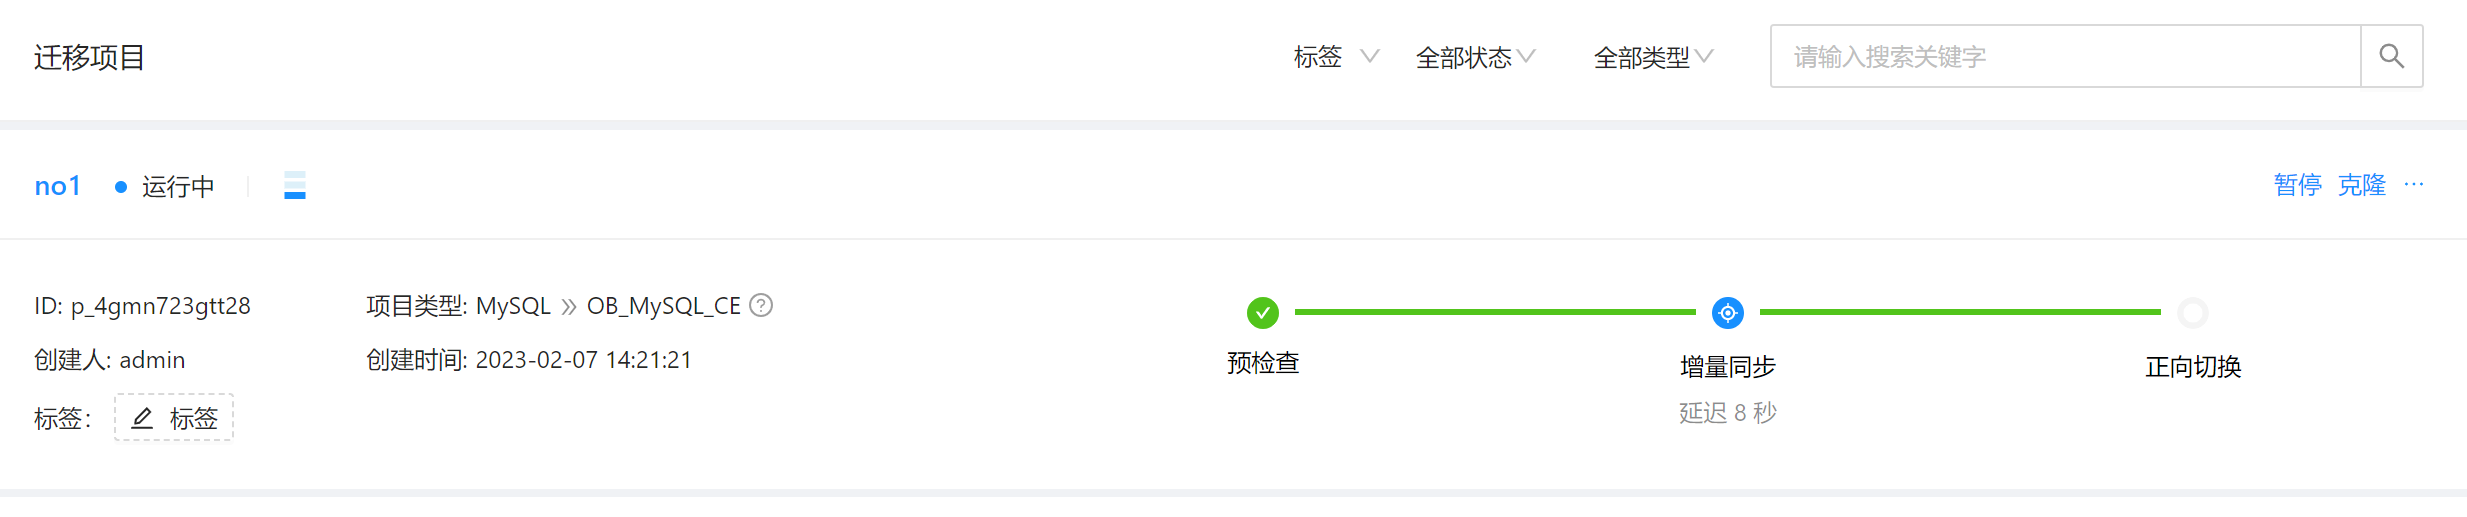 迁移项目 标签 全部状态 全部类型 请输入搜索关键字
no1 运行中 暂停 克隆 ···
ID: p_4gmn723gtt28 项目类型: MySQL OB_MySQL_CE
创建人: admin 创建时间: 2023-02-07 14:21:21
预检查 增量同步 正向切换
标签: 标签
延迟 8 秒